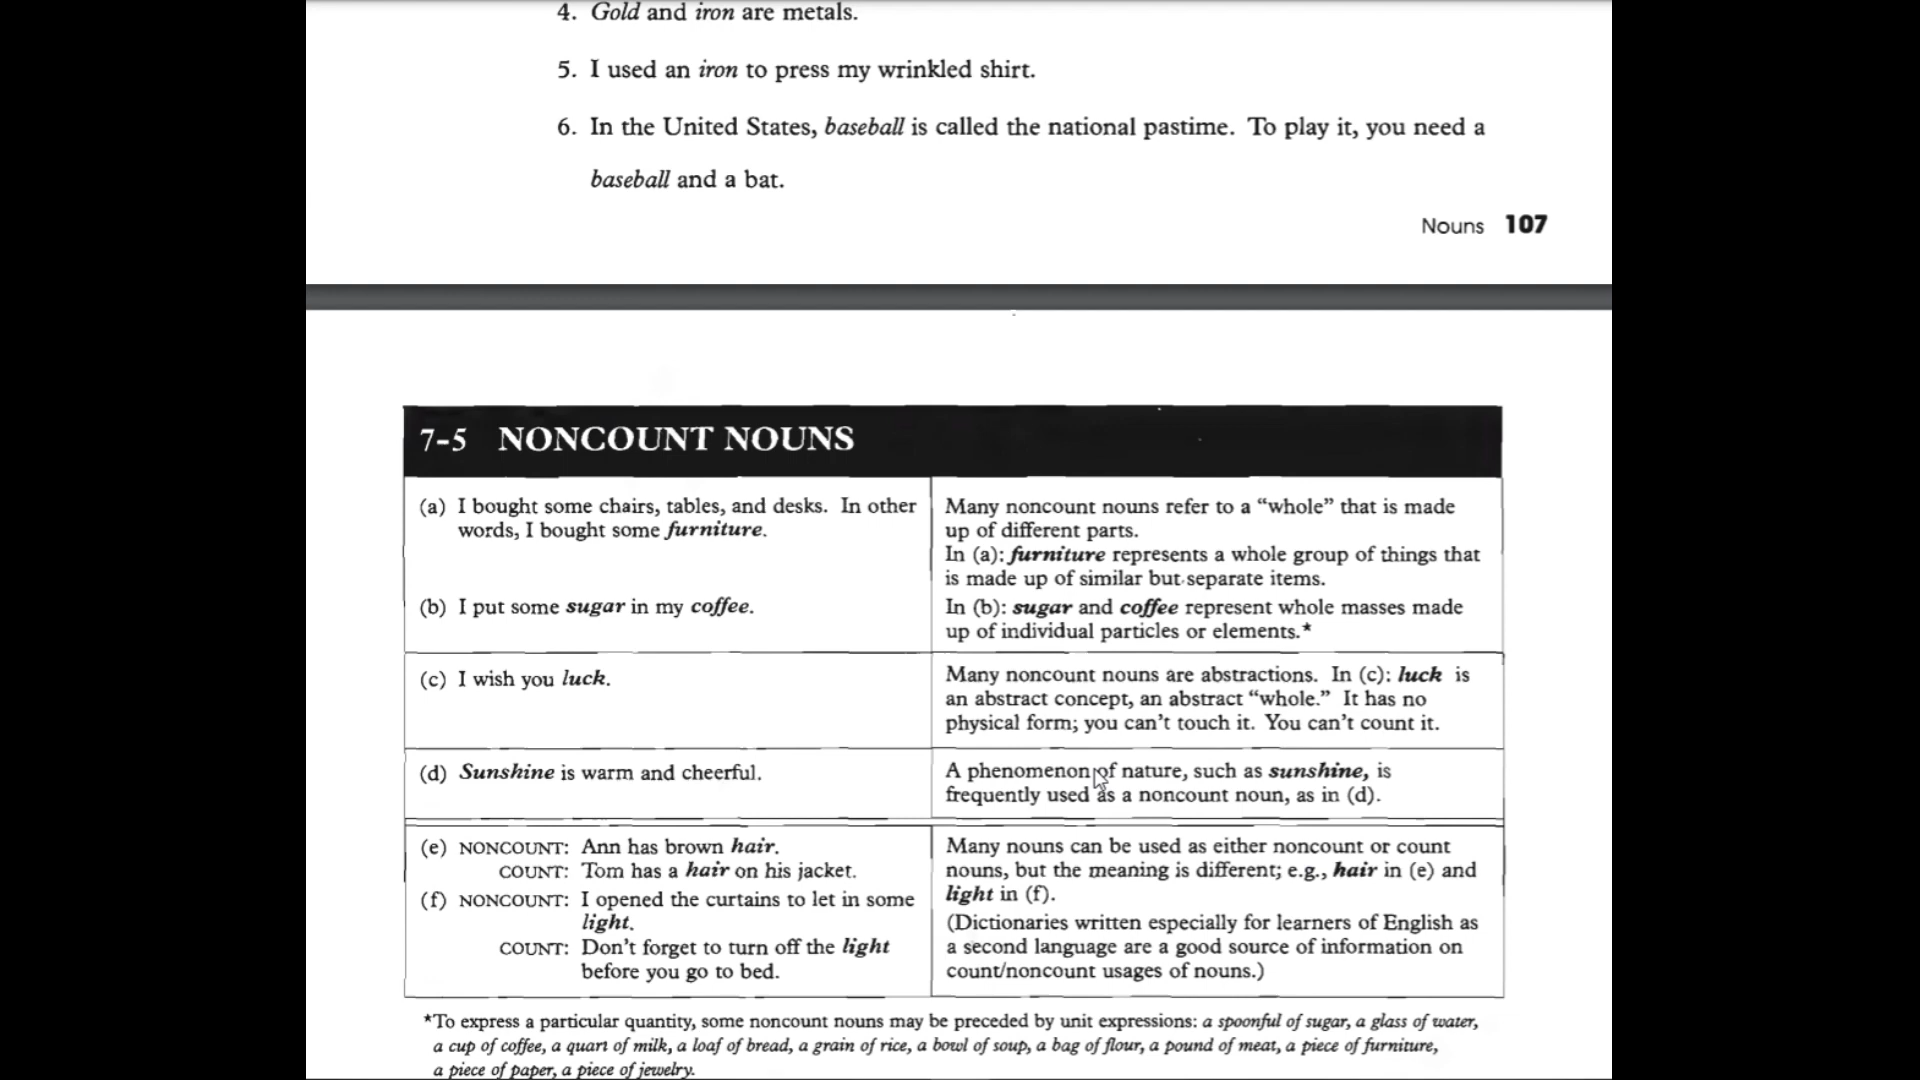 4. Gold and iron are metals.
5. I used an iron to press my wrinkled shirt.
6. In the United States, baseball is called the national pastime. To play it, you need a
baseball and a bat.
Nouns 107
7-5 NONCOUNT NOUNS
(a) I bought some chairs, tables, and desks. In other
words, I bought some furniture.
(b) I put some sugar in my coffee.
Many noncount nouns refer to a “whole” that is made
up of different parts.
In (a): furniture represents a whole group of things that
is made up of similar but separate items.
In (b): sugar and coffee represent whole masses made
up of individual particles or elements.*
(c) I wish you luck.
Many noncount nouns are abstractions. In (c): luck is
an abstract concept, an abstract “whole.” It has no
physical form; you can’t touch it. You can’t count it.
(d) Sunshine is warm and cheerful.
A phenomenon of nature, such as sunshine, is
frequently used as a noncount noun, as in (d).
(e) NONCOUNT: Ann has brown hair.
COUNT: Tom has a hair on his jacket.
(f) NONCOUNT: I opened the curtains to let in some
light.
COUNT: Don’t forget to turn off the light
before you go to bed.
Many nouns can be used as either noncount or count
nouns, but the meaning is different; e.g., hair in (e) and
light in (f).
(Dictionaries written especially for learners of English as
a second language are a good source of information on
count/noncount usages of nouns.)
*To express a particular quantity, some noncount nouns may be preceded by unit expressions: a spoonful of sugar, a glass of water,
a cup of coffee, a quart of milk, a loaf of bread, a grain of rice, a bowl of soup, a bag of flour, a pound of meat, a piece of furniture,
a piece of paper, a piece of jewelry.